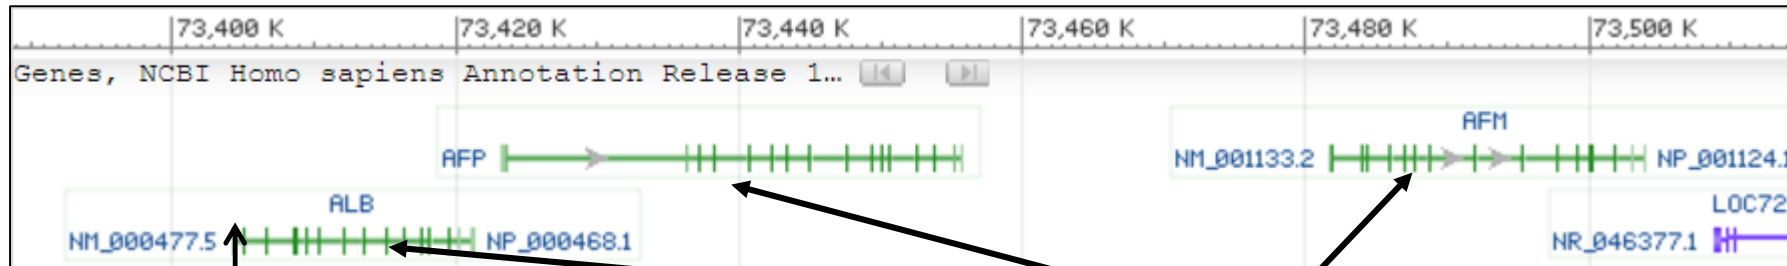 73,400 K 73,420 K 73,440 K 73,460 K 73,480 K 73,500 K
Genes, NCBI Homo sapiens Annotation Release 1…
AFM
AFP NM_001133.2 NP_001124.1
ALB LOC72
NM_000477.5 NP_000468.1 NR_046377.1